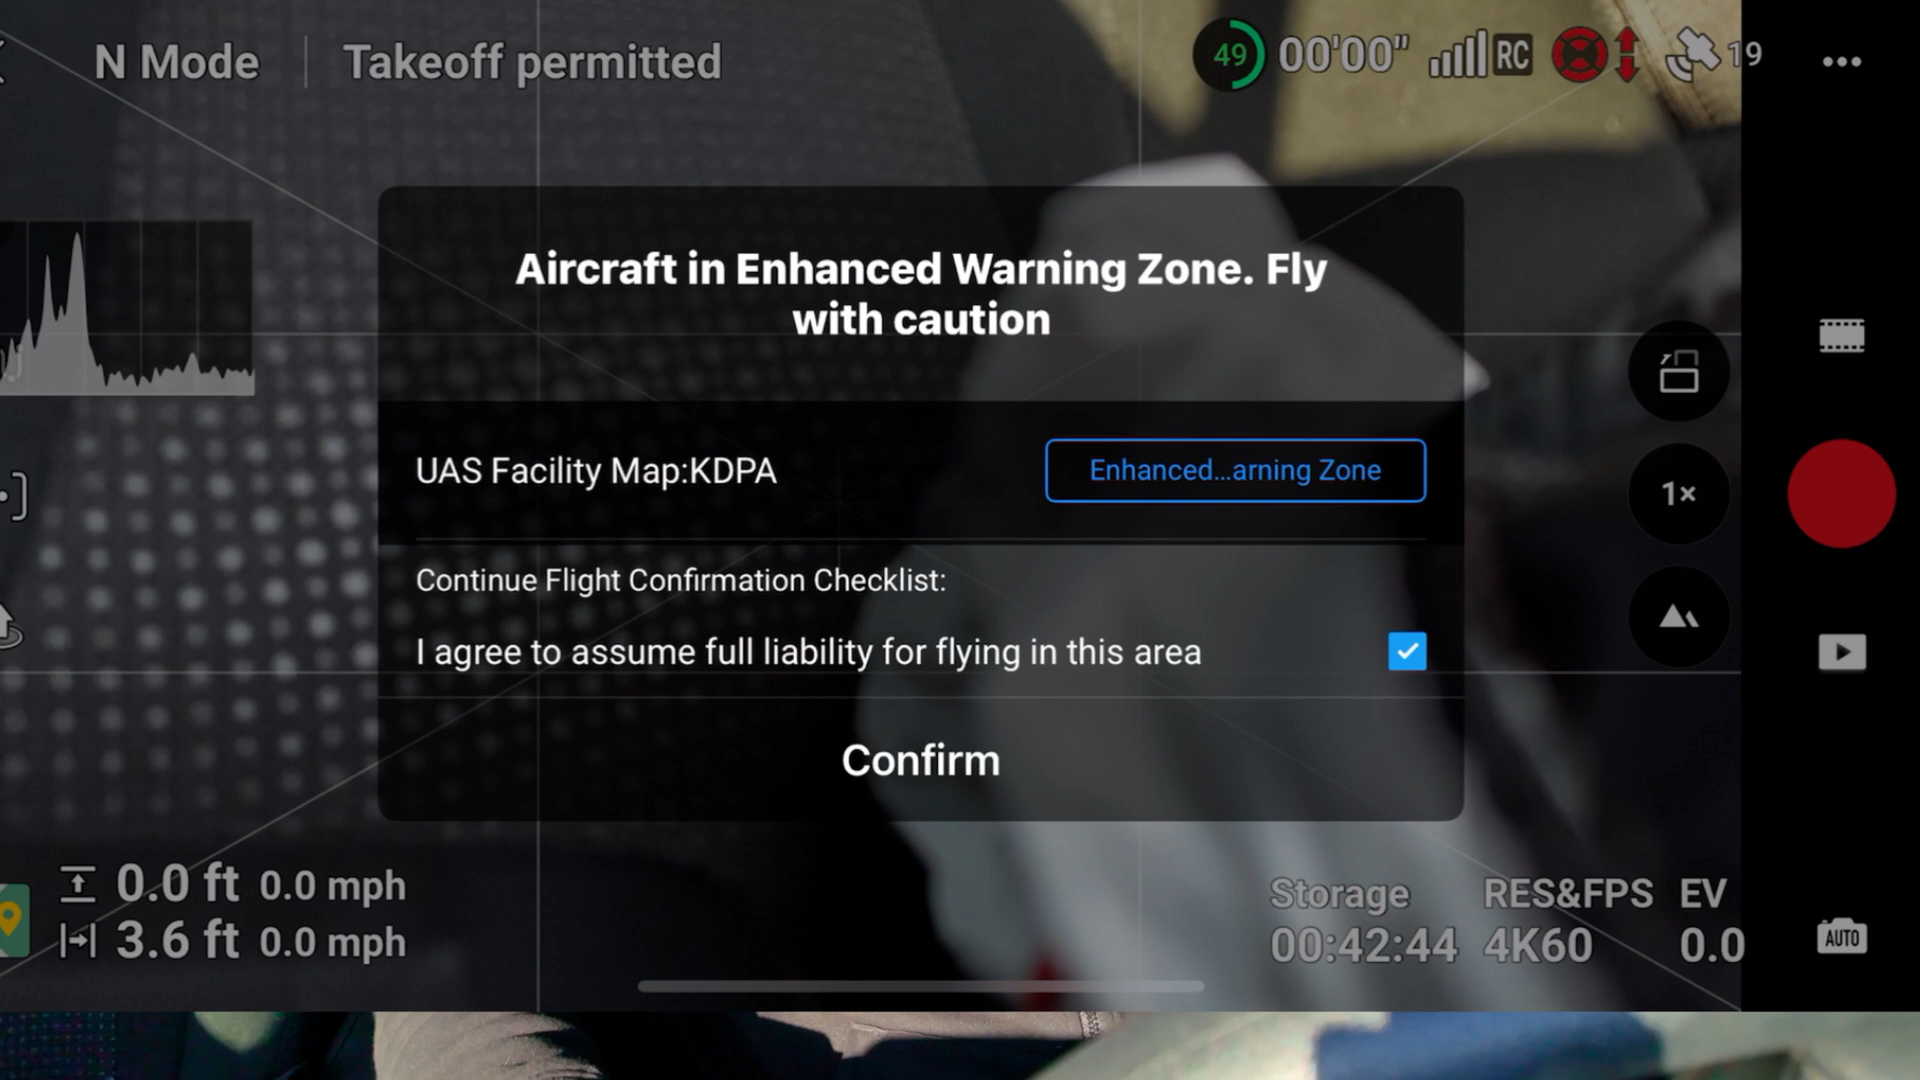 N Mode Takeoff permitted
49 00'00" RC 19
Aircraft in Enhanced Warning Zone. Fly
with caution
UAS Facility Map:KDPA
Enhanced...arning Zone
Continue Flight Confirmation Checklist:
I agree to assume full liability for flying in this area
Confirm
1×
0.0 ft 0.0 mph
3.6 ft 0.0 mph
Storage RES&FPS EV
00:42:44 4K60 0.0
AUTO